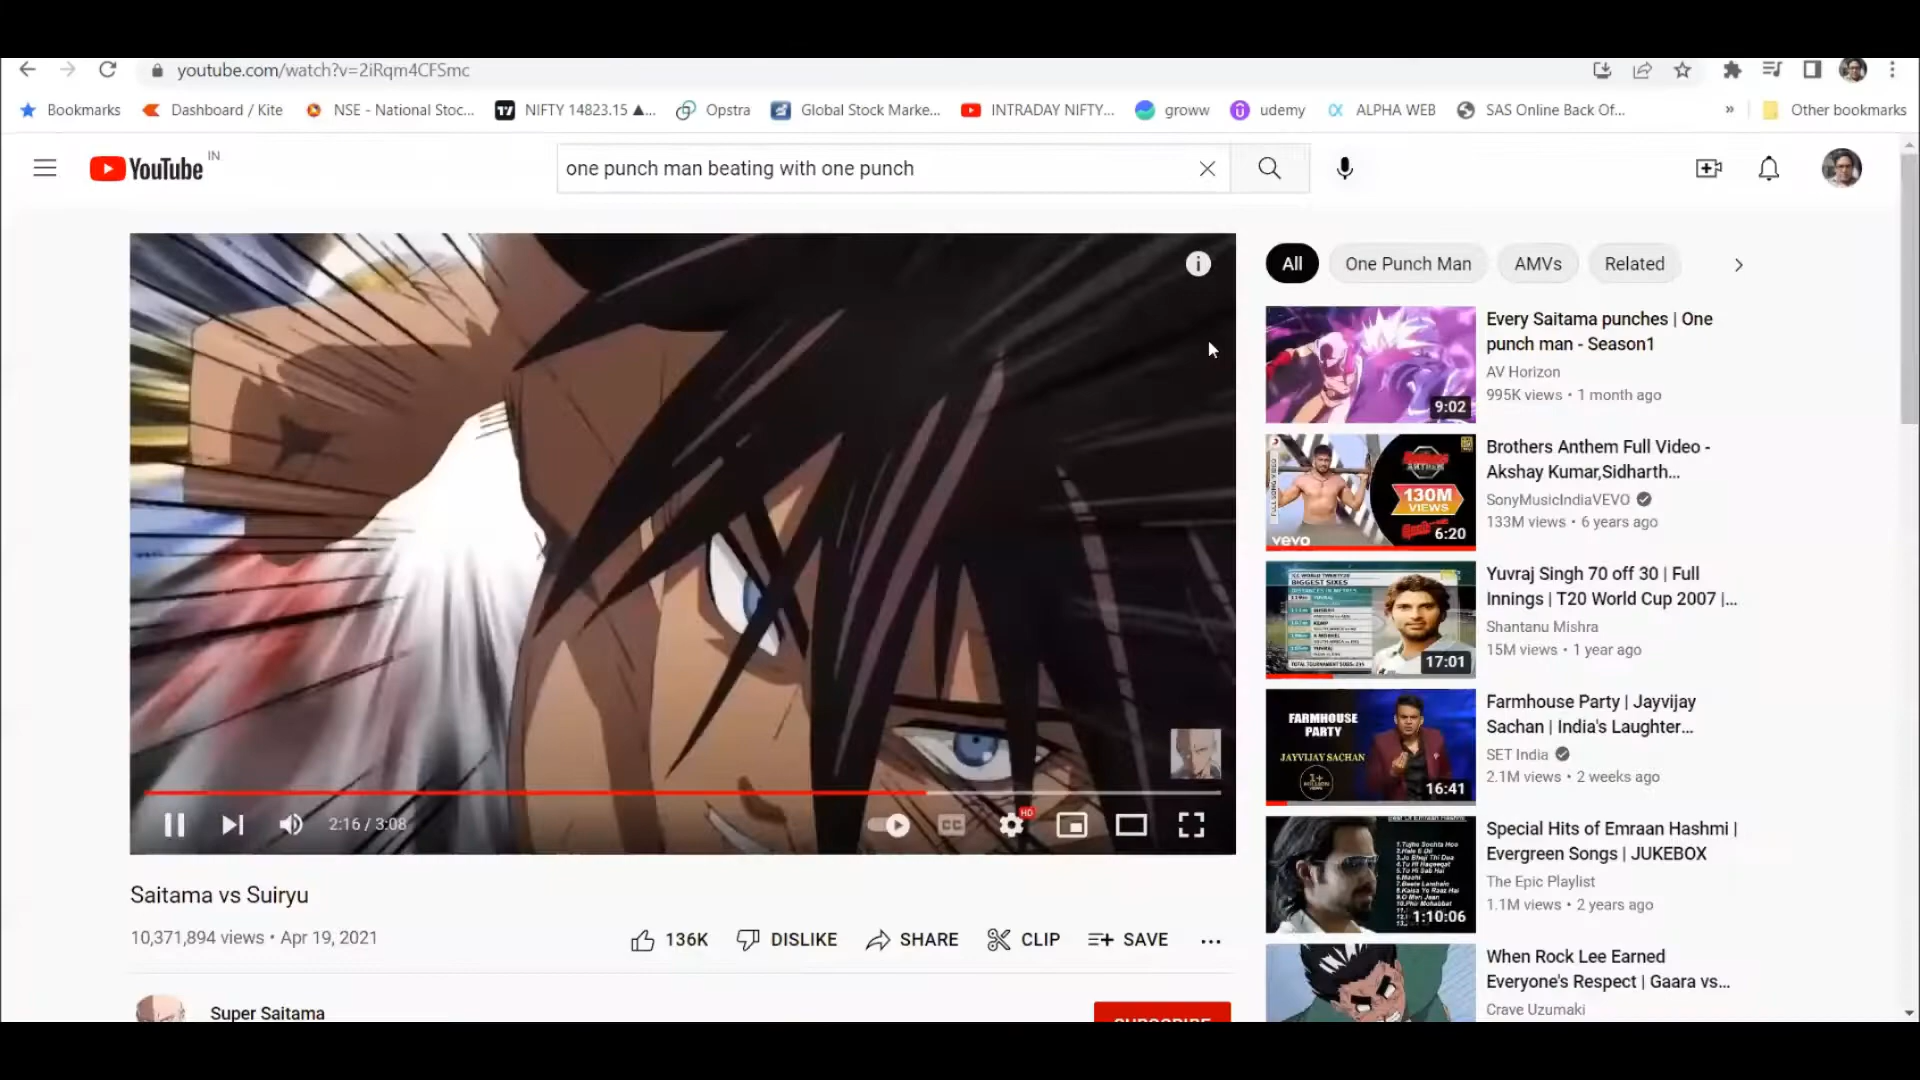 youtube.com/watch?v=2iRqm4CFSmc
Bookmarks Dashboard / Kite NSE - National Stoc... NIFTY 14823.15 ▲... Opstra Global Stock Marke... INTRADAY NIFTY... groww udemy ALPHA WEB SAS Online Back Of... » Other bookmarks
YouTube IN
one punch man beating with one punch
All One Punch Man AMVs Related
Every Saitama punches | One
punch man - Season1
AV Horizon
995K views • 1 month ago
9:02
Brothers Anthem Full Video -
Akshay Kumar,Sidharth...
SonyMusicIndiaVEVO
133M views • 6 years ago
130M
VIEWS
vevo
6:20
Yuvraj Singh 70 off 30 | Full
Innings | T20 World Cup 2007 |...
Shantanu Mishra
15M views • 1 year ago
BIGGEST SIXES
17:01
Farmhouse Party | Jayvijay
Sachan | India's Laughter...
SET India
2.1M views • 2 weeks ago
FARMHOUSE
PARTY
JAYVIJAY SACHAN
16:41
Special Hits of Emraan Hashmi |
Evergreen Songs | JUKEBOX
The Epic Playlist
1.1M views • 2 years ago
1:10:06
When Rock Lee Earned
Everyone's Respect | Gaara vs...
Crave Uzumaki
2:16 / 3:08
CC
HD
Saitama vs Suiryu
10,371,894 views • Apr 19, 2021
136K DISLIKE SHARE CLIP SAVE
Super Saitama
SUBSCRIBE